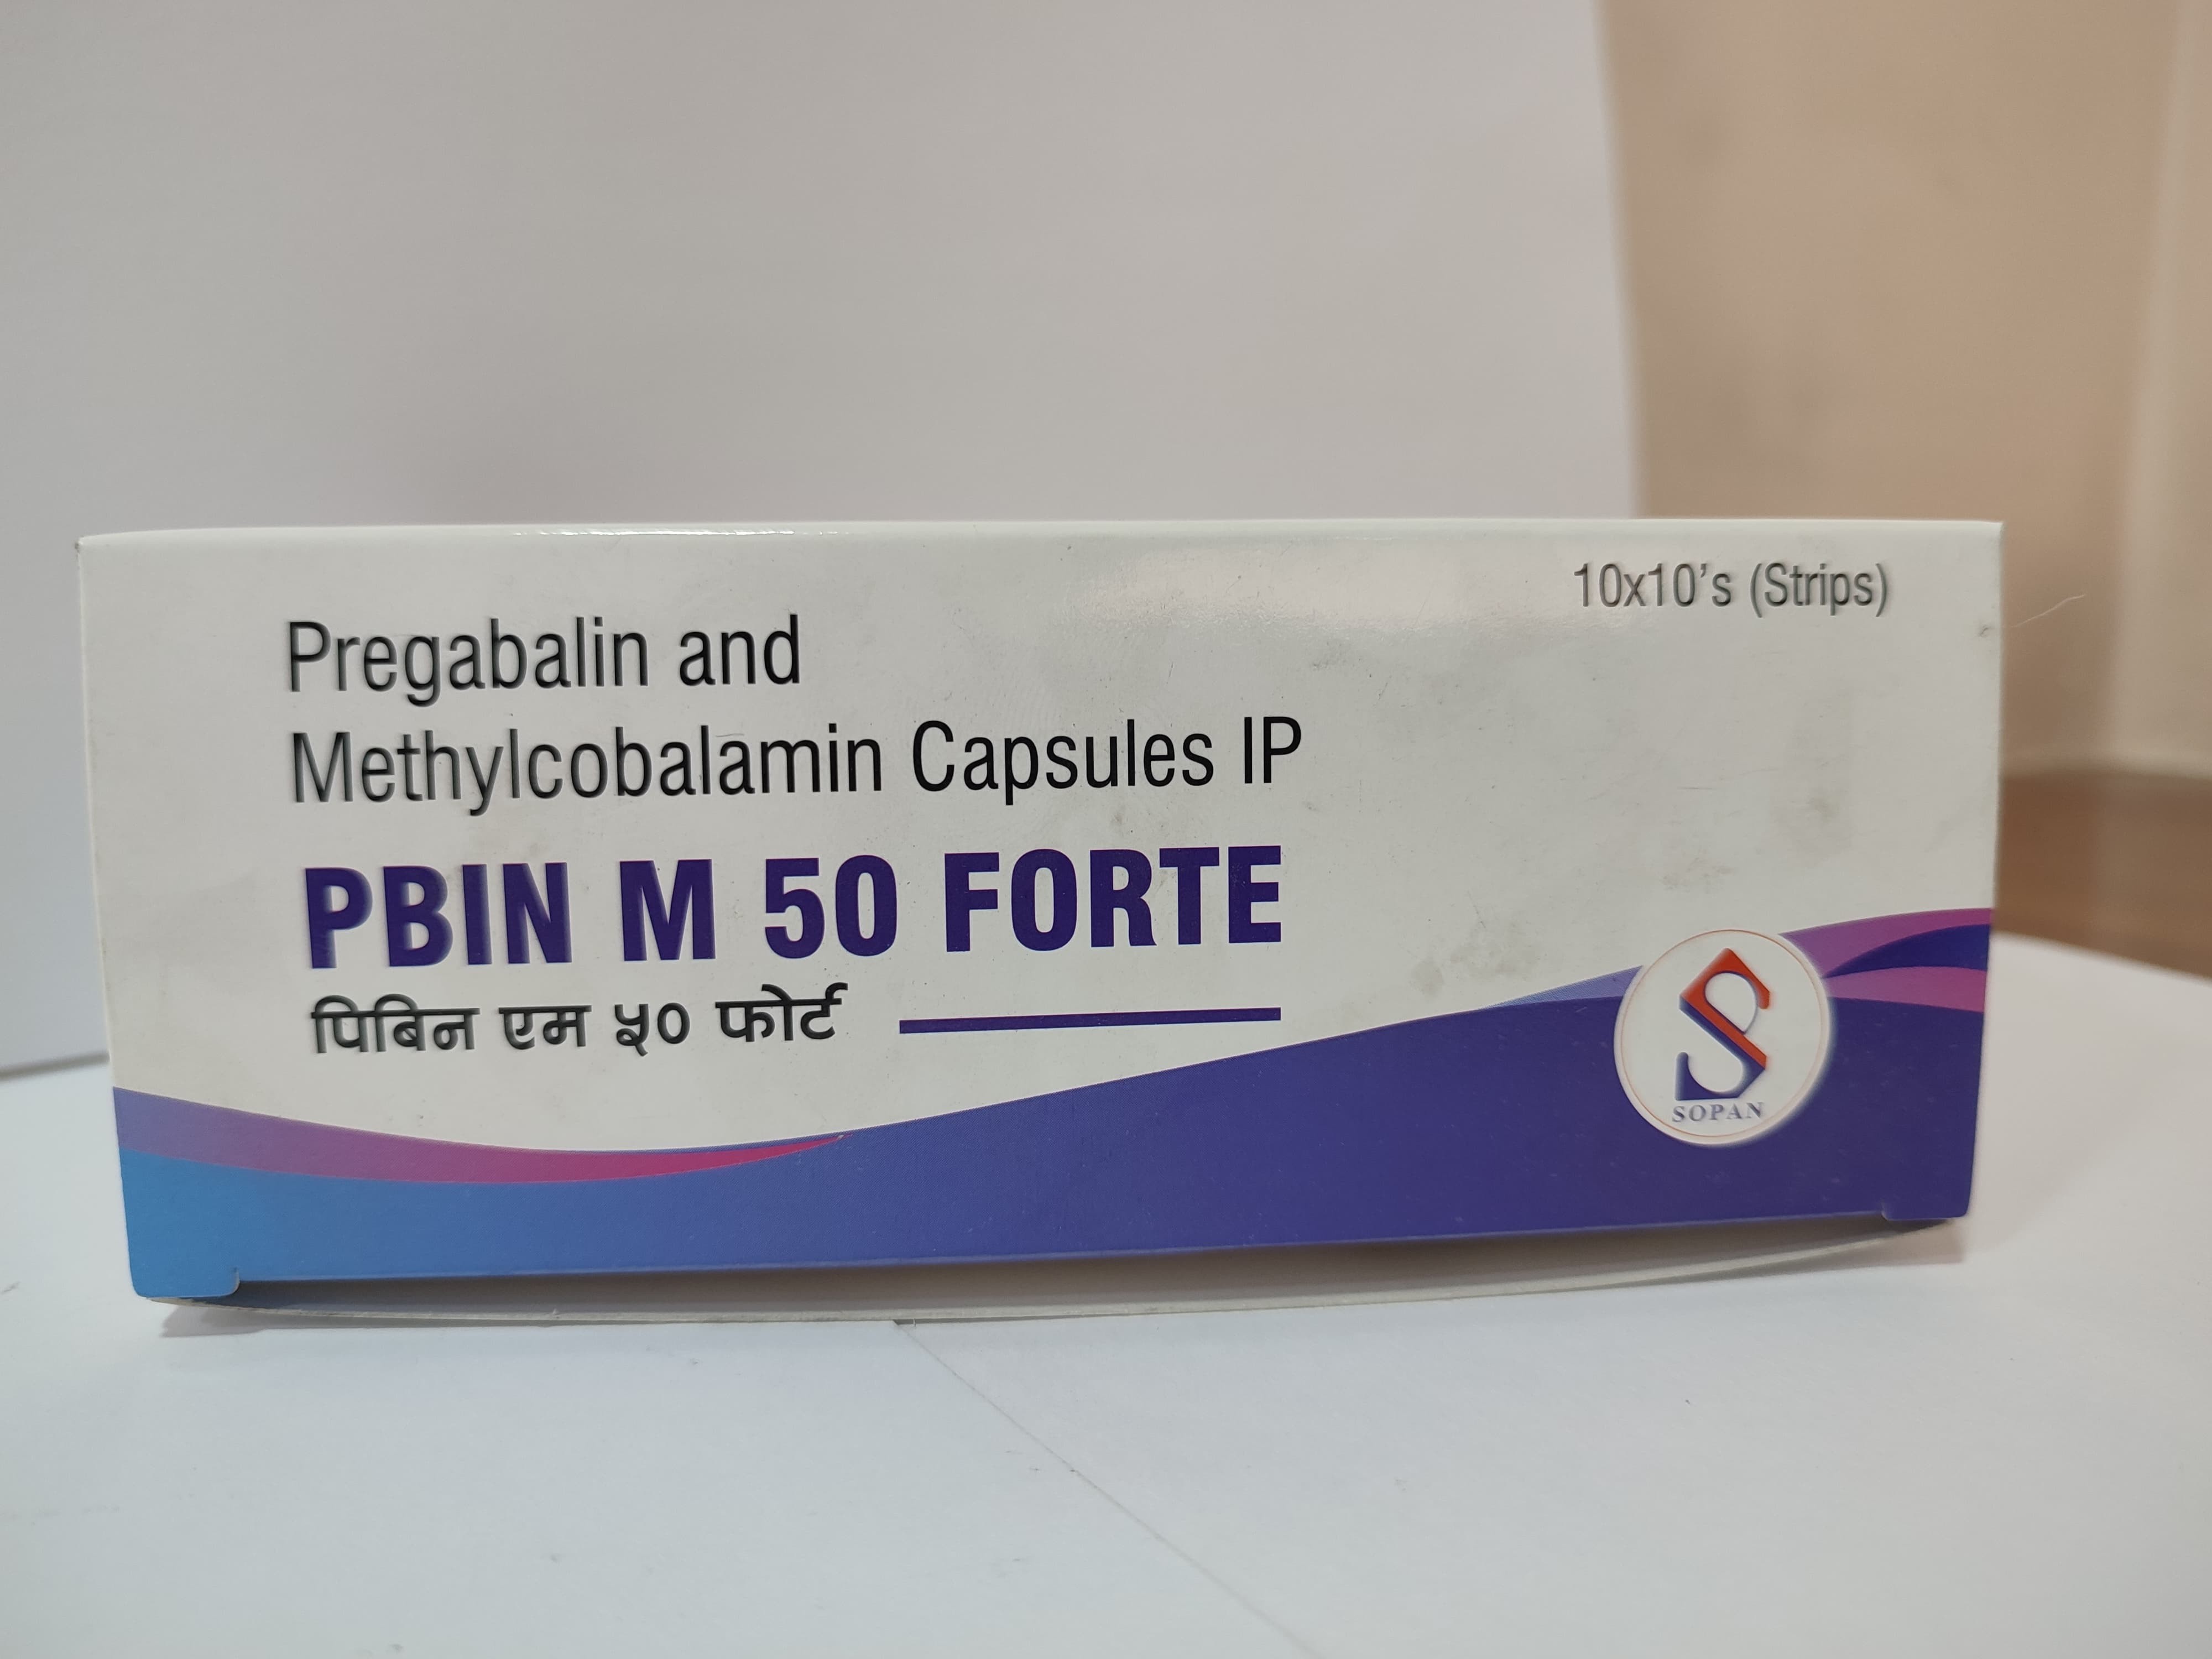 10x10's (Strips)
Pregabalin and
Methylcobalamin Capsules IP
PBIN M 50 FORTE
पिबिन एम ५० फोर्ट
SOPAN